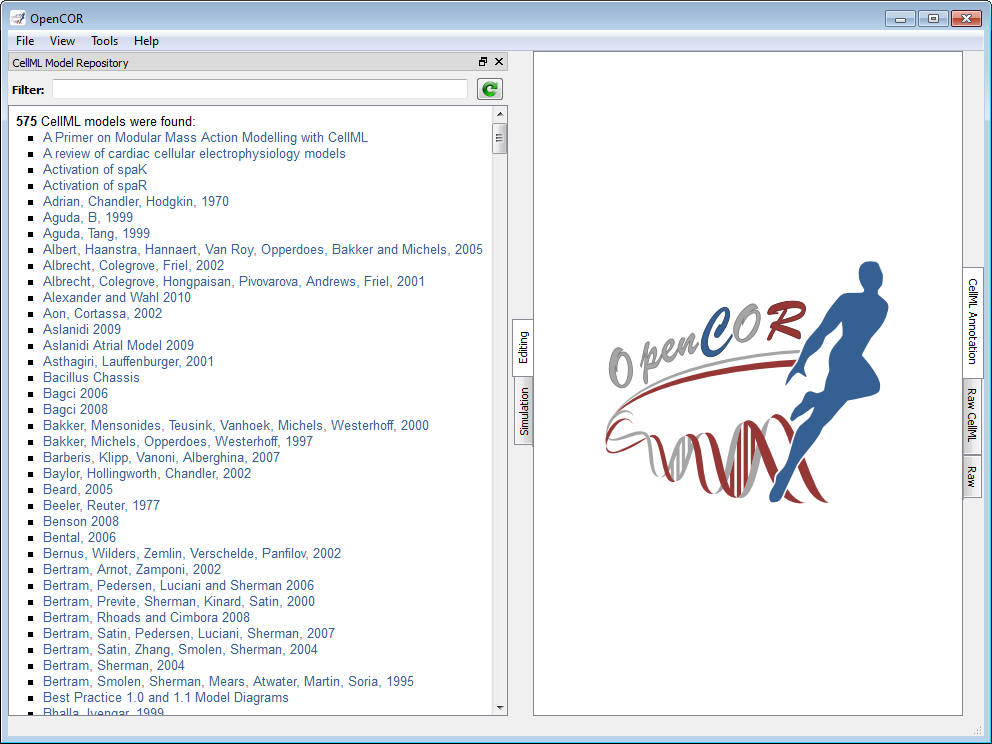 OpenCOR
File View Tools Help
CellML Model Repository
Filter:
575 CellML models were found:
A Primer on Modular Mass Action Modelling with CellML
A review of cardiac cellular electrophysiology models
Activation of spaK
Activation of spaR
Adrian, Chandler, Hodgkin, 1970
Aguda, B, 1999
Aguda, Tang, 1999
Albert, Haanstra, Hannaert, Van Roy, Opperdoes, Bakker and Michels, 2005
Albrecht, Colegrove, Friel, 2002
Albrecht, Colegrove, Hongpaisan, Pivovarova, Andrews, Friel, 2001
Alexander and Wahl 2010
Aon, Cortassa, 2002
Aslanidi 2009
Aslanidi Atrial Model 2009
Asthagiri, Lauffenburger, 2001
Bacillus Chassis
Bagci 2006
Bagci 2008
Bakker, Mensonides, Teusink, Vanhoek, Michels, Westerhoff, 2000
Bakker, Michels, Opperdoes, Westerhoff, 1997
Barberis, Klipp, Vanoni, Alberghina, 2007
Baylor, Hollingworth, Chandler, 2002
Beard, 2005
Beeler, Reuter, 1977
Benson 2008
Bental, 2006
Bernus, Wilders, Zemlin, Verschelde, Panfilov, 2002
Bertram, Arnot, Zamponi, 2002
Bertram, Pedersen, Luciani and Sherman 2006
Bertram, Previte, Sherman, Kinard, Satin, 2000
Bertram, Rhoads and Cimbora 2008
Bertram, Satin, Pedersen, Luciani, Sherman, 2007
Bertram, Satin, Zhang, Smolen, Sherman, 2004
Bertram, Sherman, 2004
Bertram, Smolen, Sherman, Mears, Atwater, Martin, Soria, 1995
Best Practice 1.0 and 1.1 Model Diagrams
Bhalla, Iyengar, 1999
Editing
Simulation
OpenCOR
CellML Annotation
Raw CellML
Raw